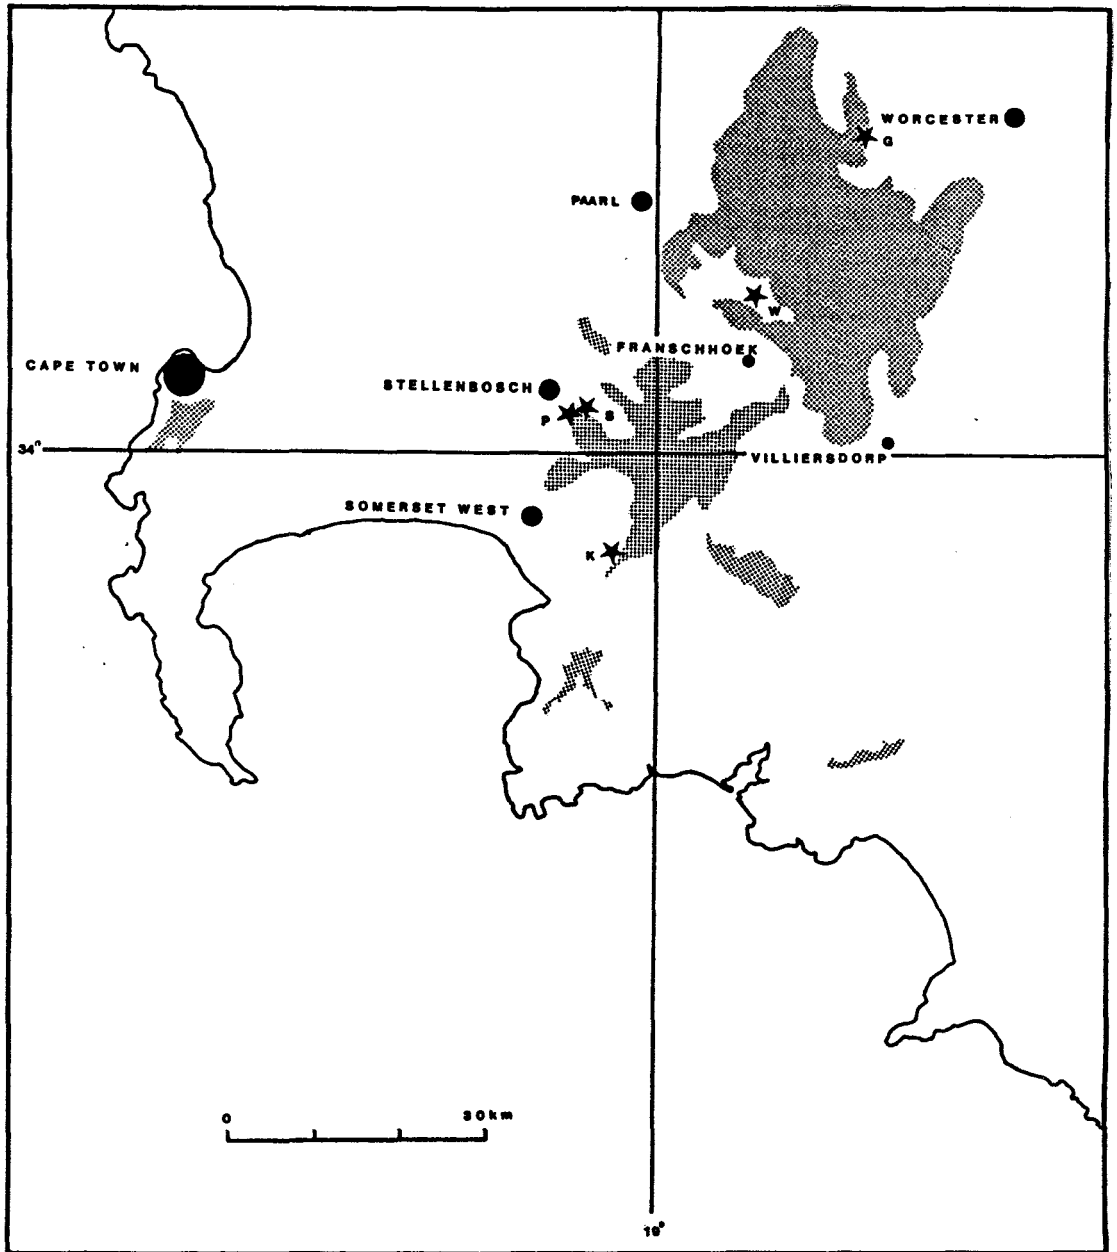 WORCESTER
G
PAARL
W
FRANSCHHOEK
CAPE TOWN
STELLENBOSCH
P
S
34°
VILLIERSDORP
SOMERSET WEST
K
0
30km
19°